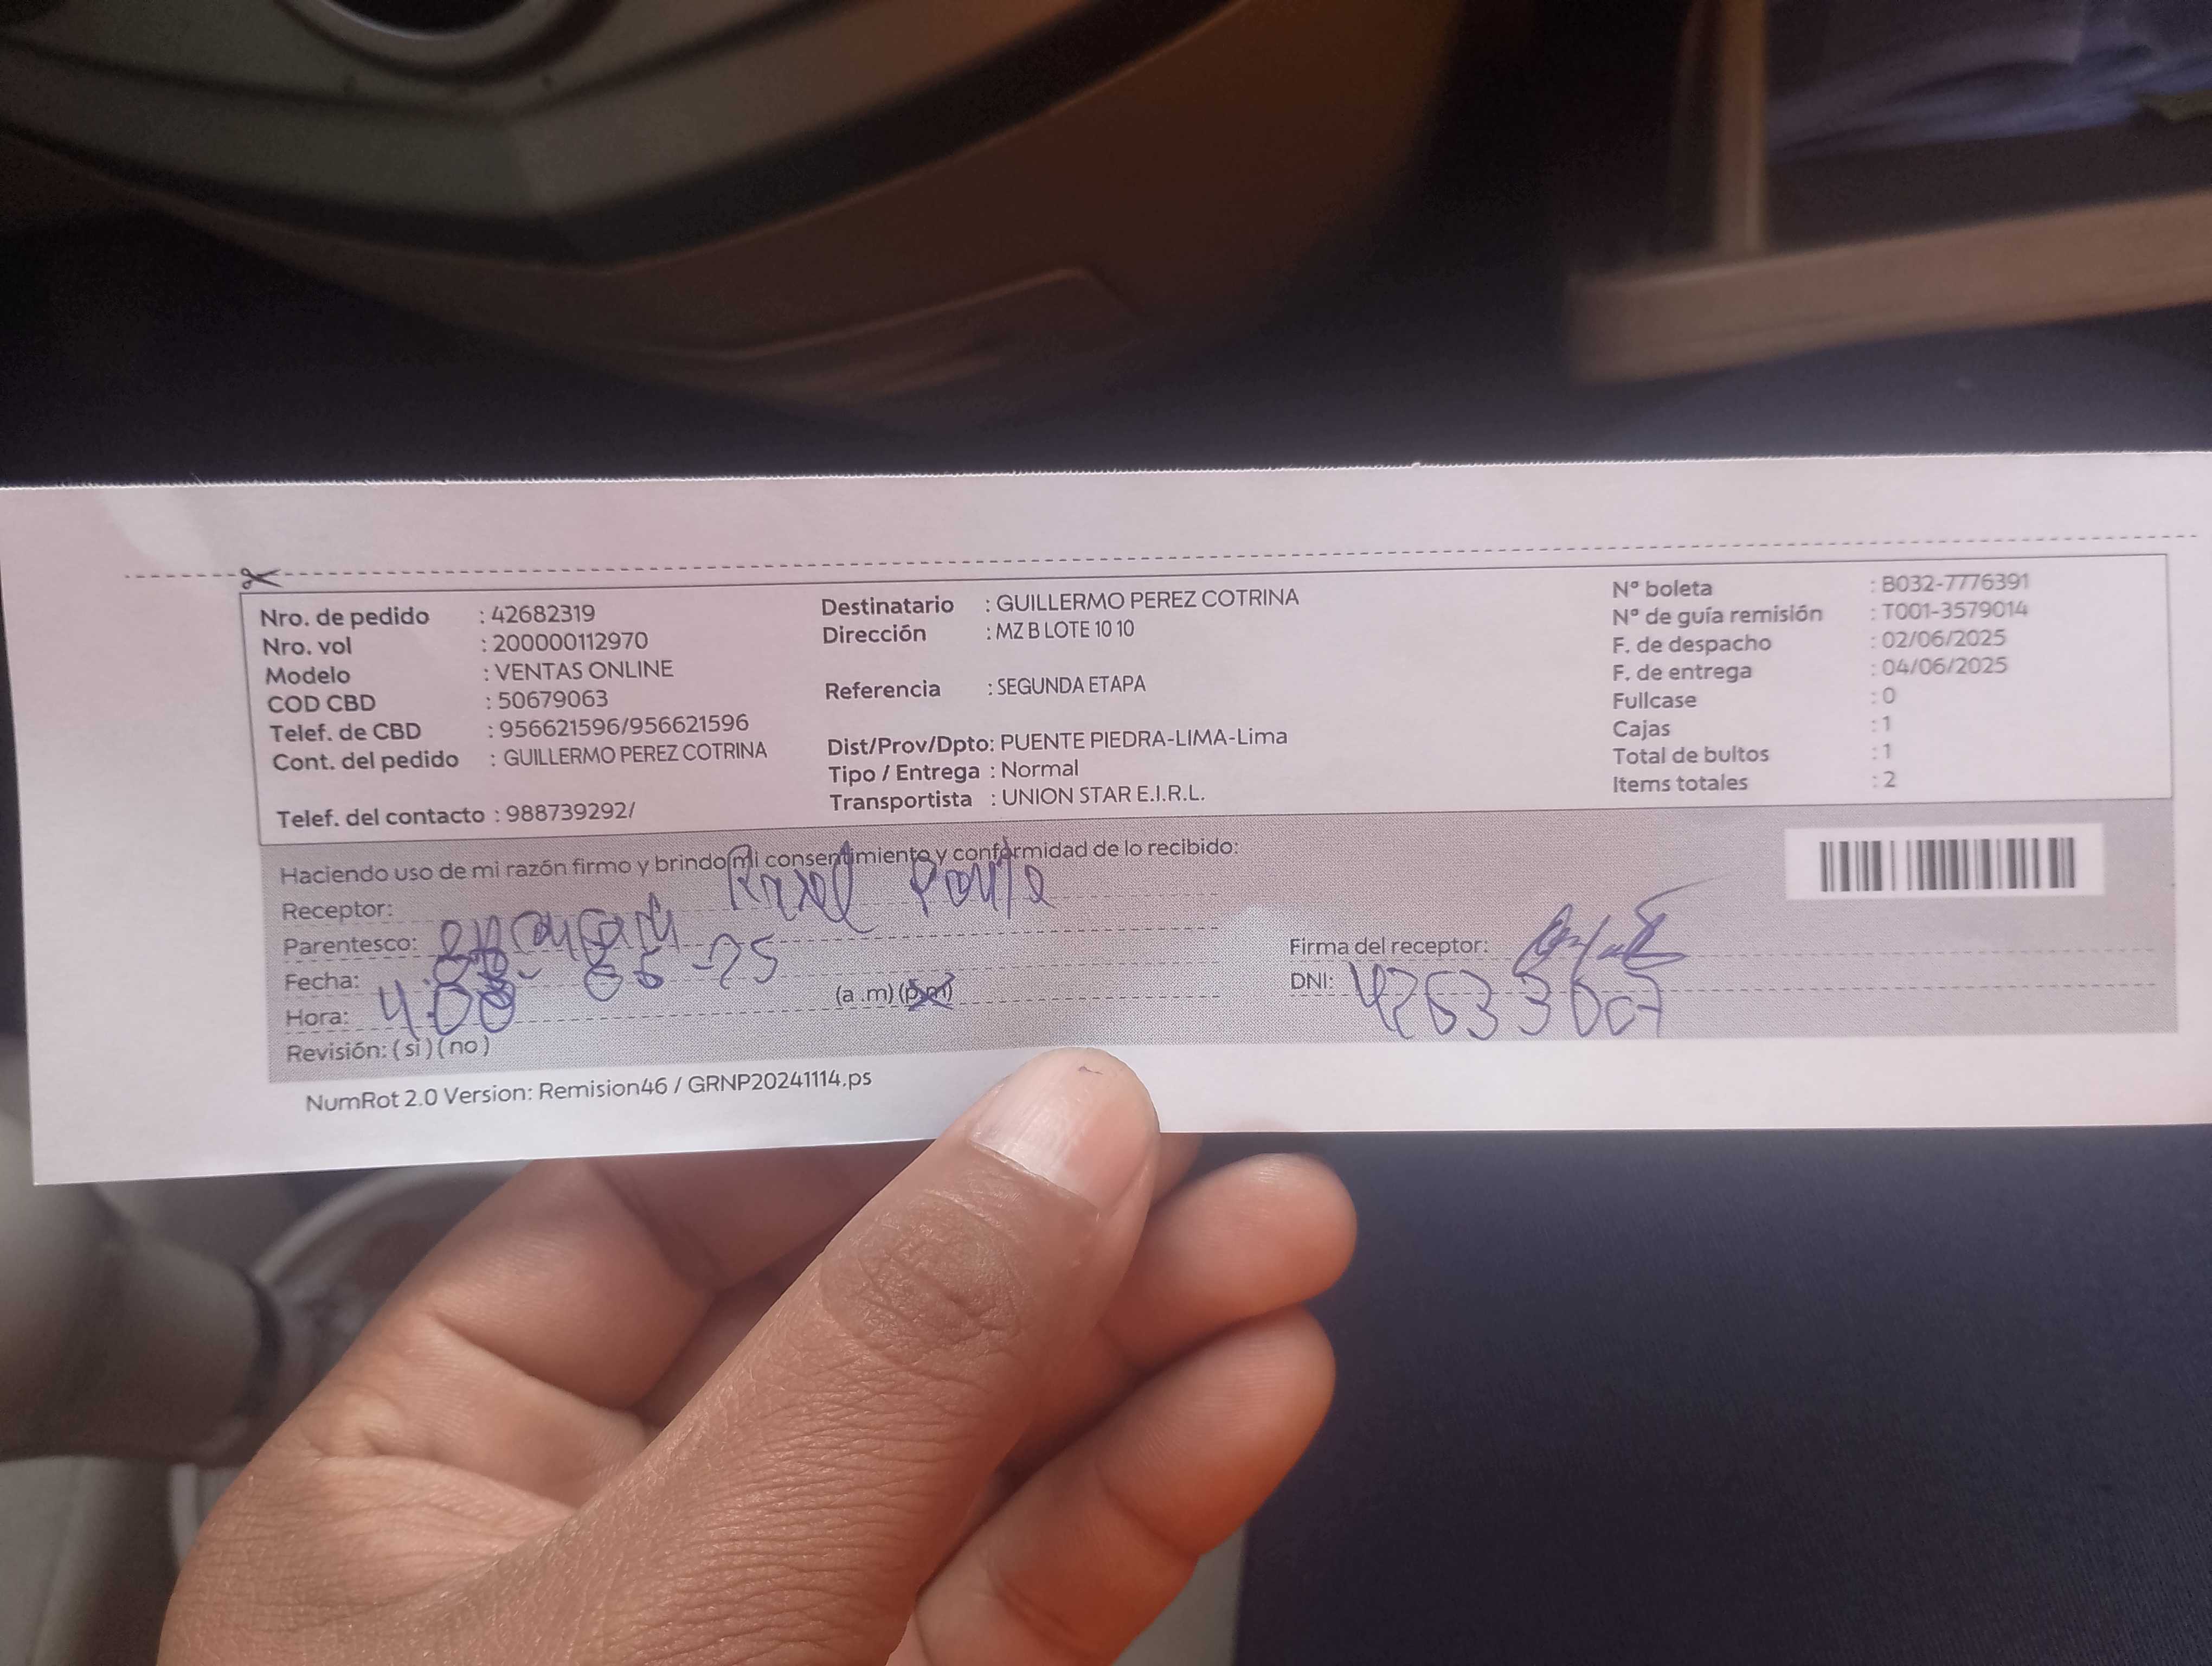 Nro. de pedido : 42682319
Nro. vol : 200000112970
Modelo : VENTAS ONLINE
COD CBD : 50679063
Telef. de CBD : 956621596/956621596
Cont. del pedido : GUILLERMO PEREZ COTRINA
Telef. del contacto : 988739292/
Destinatario : GUILLERMO PEREZ COTRINA
Dirección : MZ B LOTE 10 10
Referencia : SEGUNDA ETAPA
Dist/Prov/Dpto: PUENTE PIEDRA-LIMA-Lima
Tipo / Entrega : Normal
Transportista : UNION STAR E.I.R.L.
Nº boleta : B032-7776391
Nº de guía remisión : T001-3579014
F. de despacho : 02/06/2025
F. de entrega : 04/06/2025
Fullcase : 0
Cajas : 1
Total de bultos : 1
Items totales : 2
Haciendo uso de mi razón firmo y brindo mi consentimiento y conformidad de lo recibido:
Receptor:
Parentesco:
Fecha:
Hora: 4:00 (a .m) (p.m)
Revisión: ( si ) ( no )
Firma del receptor:
DNI:
NumRot 2.0 Version: Remision46 / GRNP20241114.ps